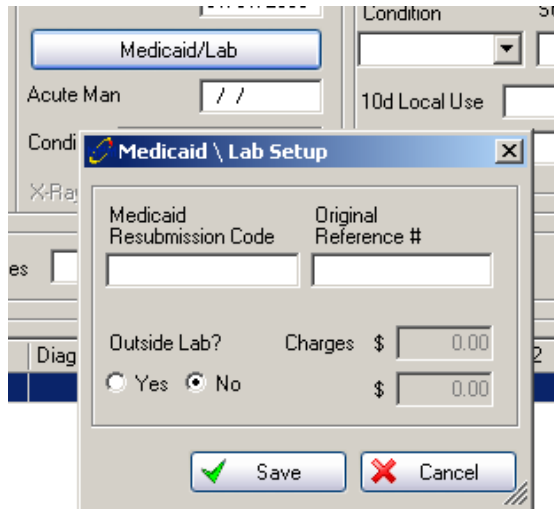 Condition
Medicaid/Lab
Acute Man / /
10d Local Use
Condi
Medicaid \ Lab Setup
X-Ra
Medicaid
Resubmission Code
Original
Reference #
es
Outside Lab? Charges $ 0.00
Diag 2
Yes No $ 0.00
Save Cancel